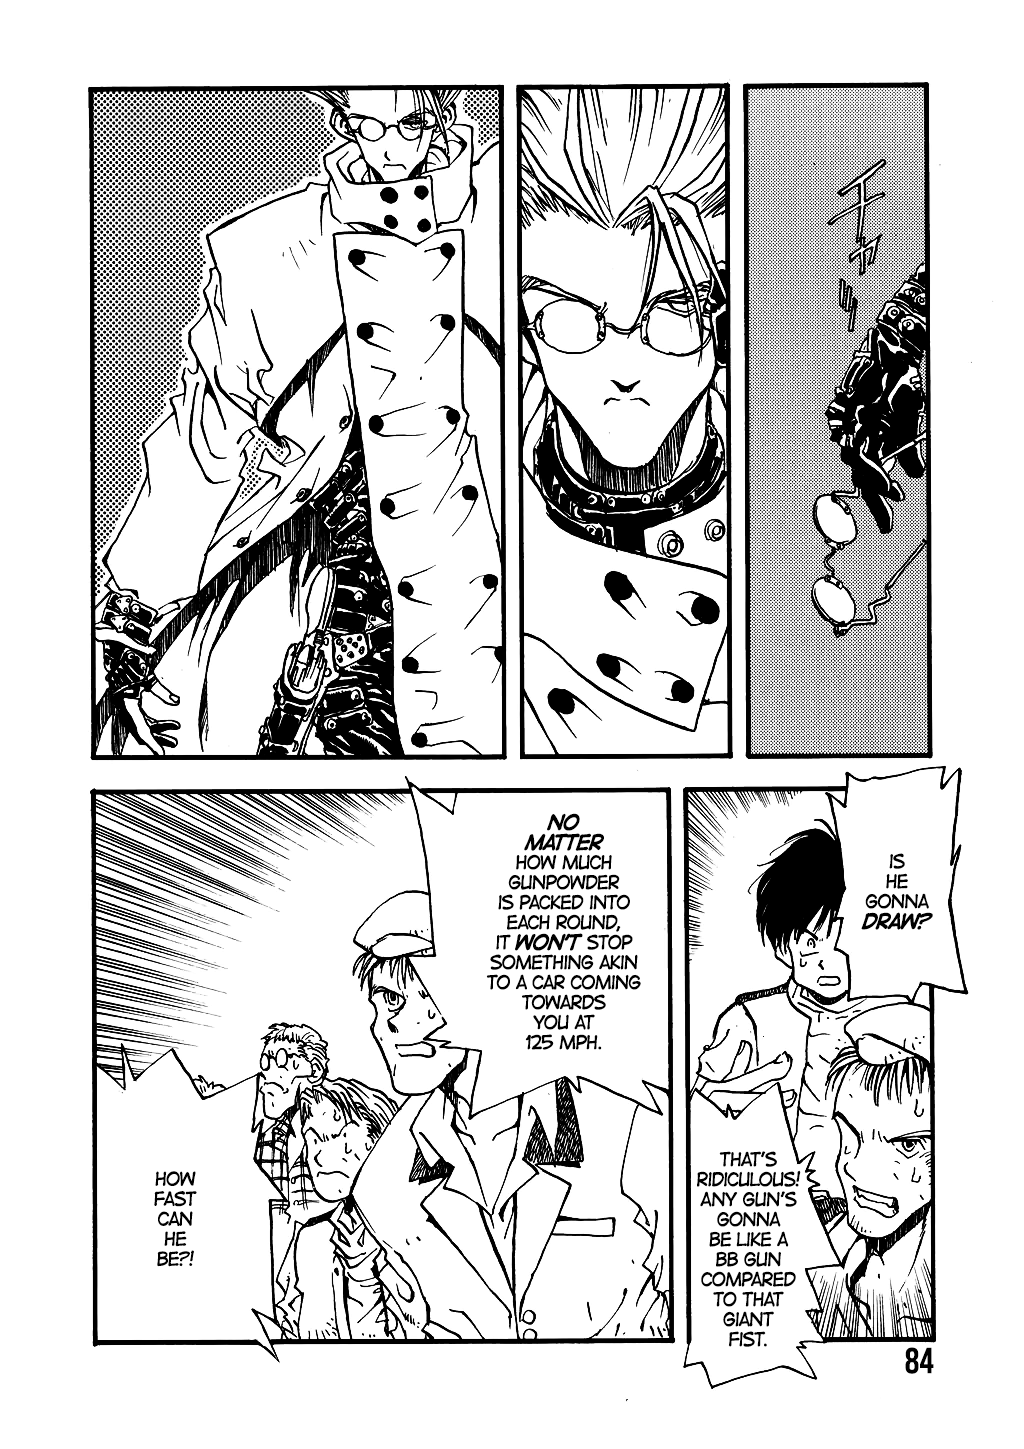 チャ
IS
HE
GONNA
DRAW?
THAT'S
RIDICULOUS!
ANY GUN'S
GONNA
BE LIKE A
BB GUN
COMPARED
TO THAT
GIANT
FIST.
NO
MATTER
HOW MUCH
GUNPOWDER
IS PACKED INTO
EACH ROUND,
IT WON'T STOP
SOMETHING AKIN
TO A CAR COMING
TOWARDS
YOU AT
125 MPH.
HOW
FAST
CAN
HE
BE?!
84